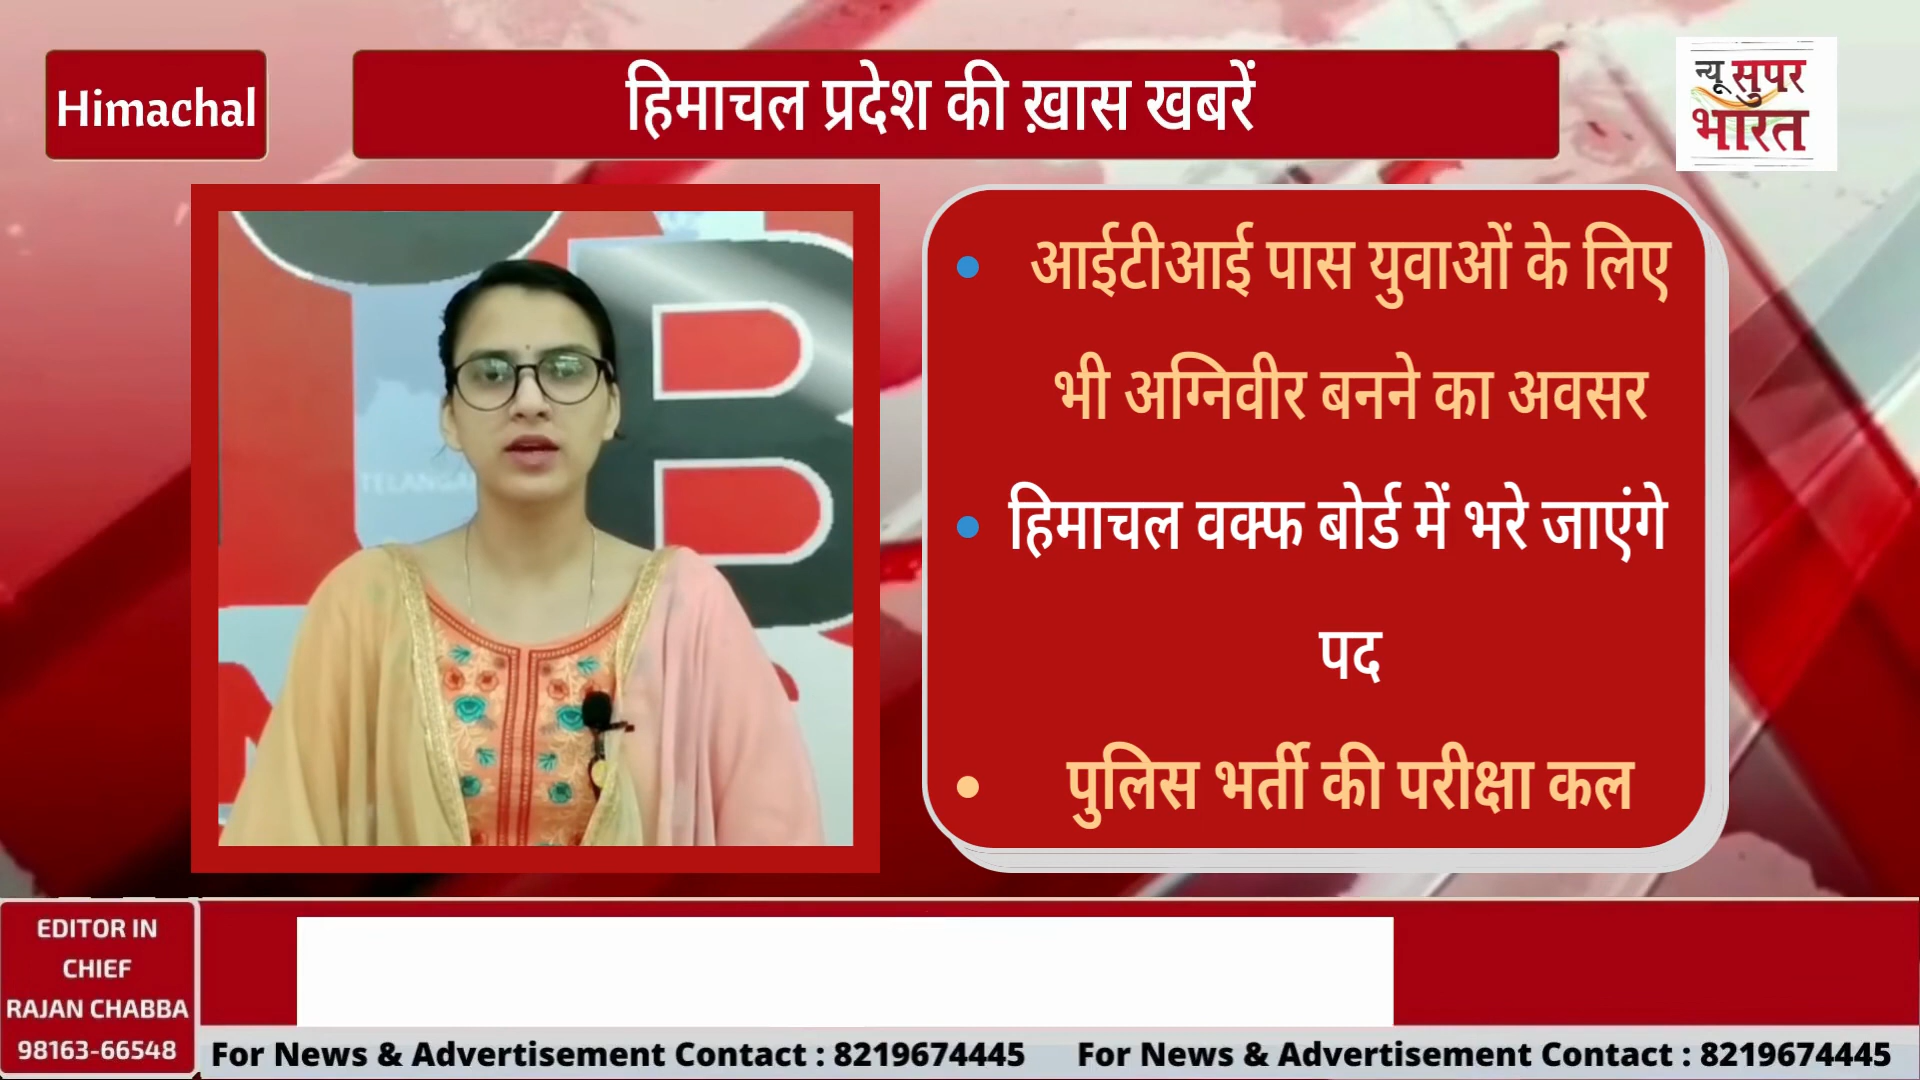 Himachal
हिमाचल प्रदेश की ख़ास खबरें
न्यू सुपर
भारत
TELANGA
• आईटीआई पास युवाओं के लिए
भी अग्निवीर बनने का अवसर
• हिमाचल वक्फ बोर्ड में भरे जाएंगे
पद
• पुलिस भर्ती की परीक्षा कल
EDITOR IN
CHIEF
RAJAN CHABBA
98163-66548
For News & Advertisement Contact : 8219674445 For News & Advertisement Contact : 8219674445